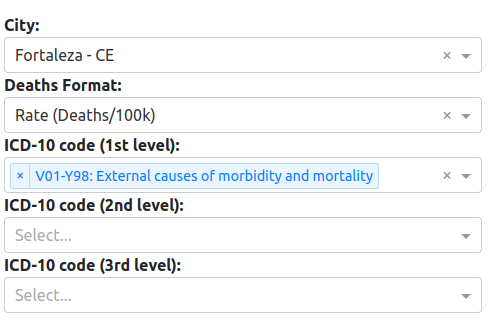 City:
Fortaleza - CE ×
Deaths Format:
Rate (Deaths/100k) ×
ICD-10 code (1st level):
× V01-Y98: External causes of morbidity and mortality ×
ICD-10 code (2nd level):
Select...
ICD-10 code (3rd level):
Select...